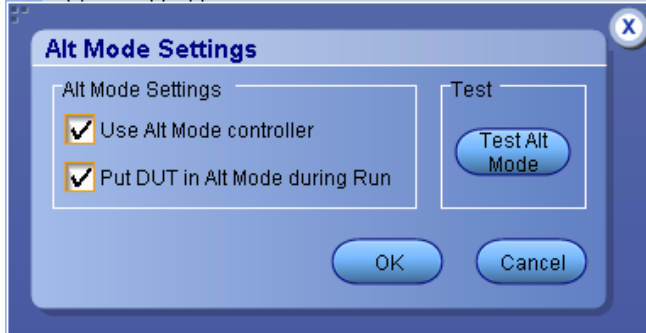 Alt Mode Settings
Alt Mode Settings
Use Alt Mode controller
Put DUT in Alt Mode during Run
Test
Test Alt
Mode
OK
Cancel
X